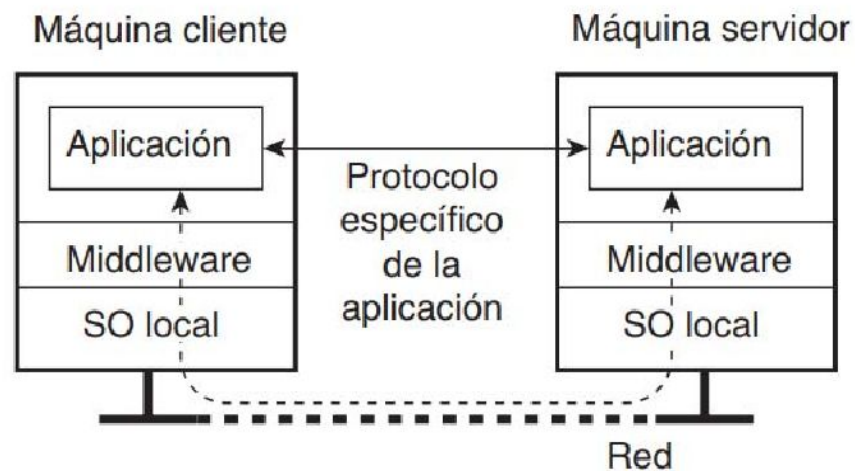 Máquina cliente
Máquina servidor
Aplicación
Aplicación
Protocolo
específico
de la
aplicación
Middleware
Middleware
SO local
SO local
Red